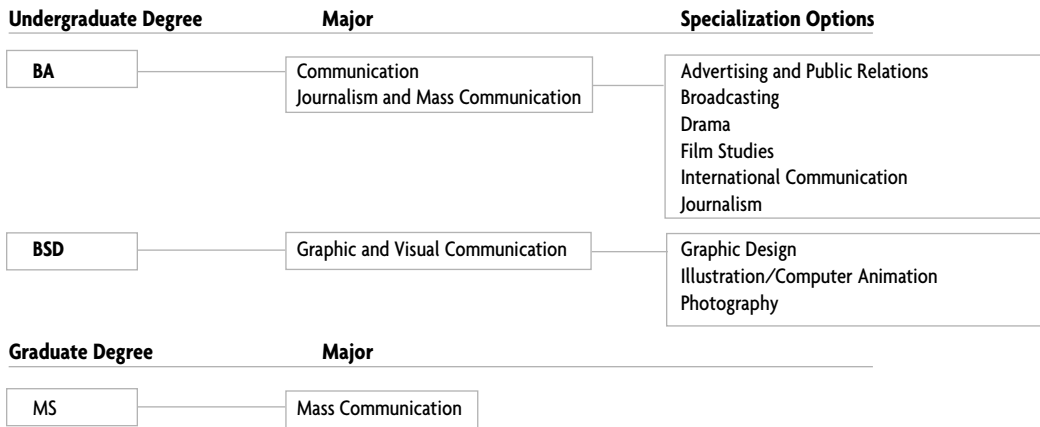 Undergraduate Degree Major Specialization Options
BA
Communication
Journalism and Mass Communication
Advertising and Public Relations
Broadcasting
Drama
Film Studies
International Communication
Journalism
BSD
Graphic and Visual Communication
Graphic Design
Illustration/Computer Animation
Photography
Graduate Degree Major
MS
Mass Communication